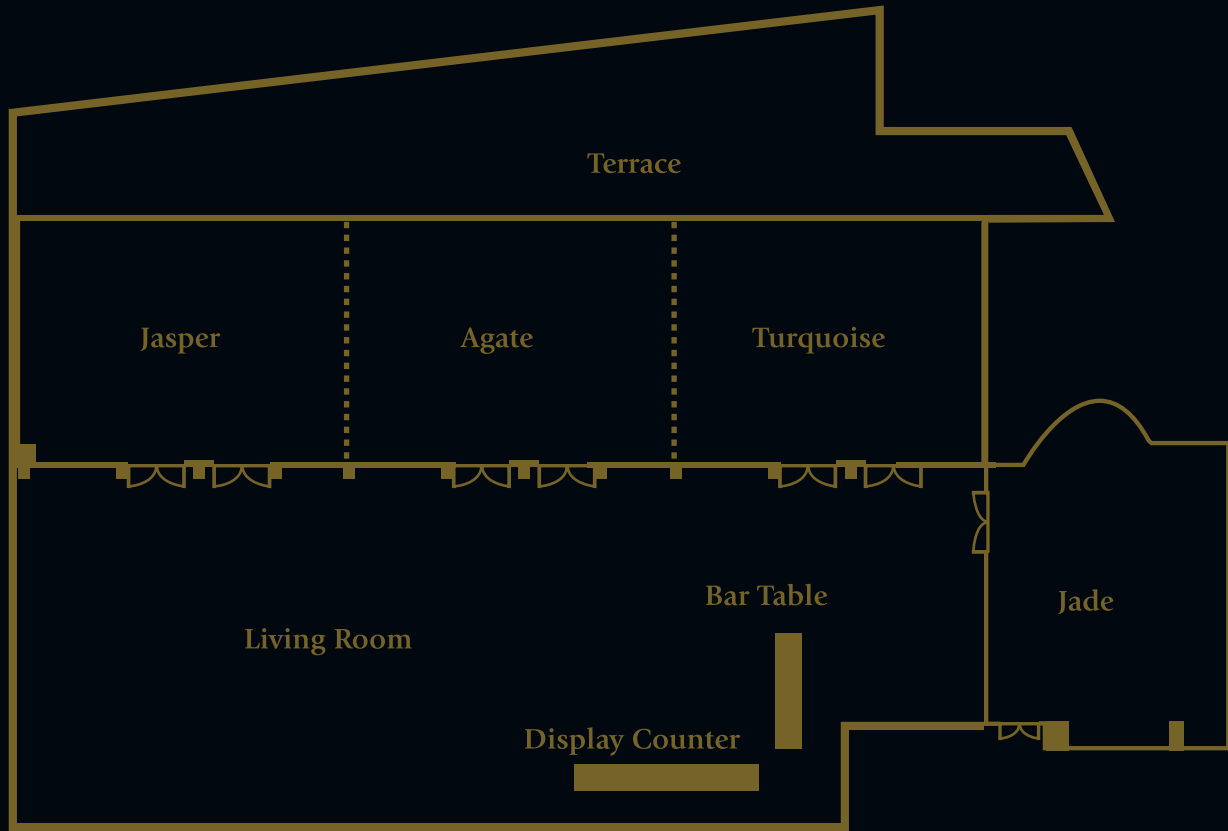 Terrace
Jasper
Agate
Turquoise
Bar Table
Jade
Living Room
Display Counter